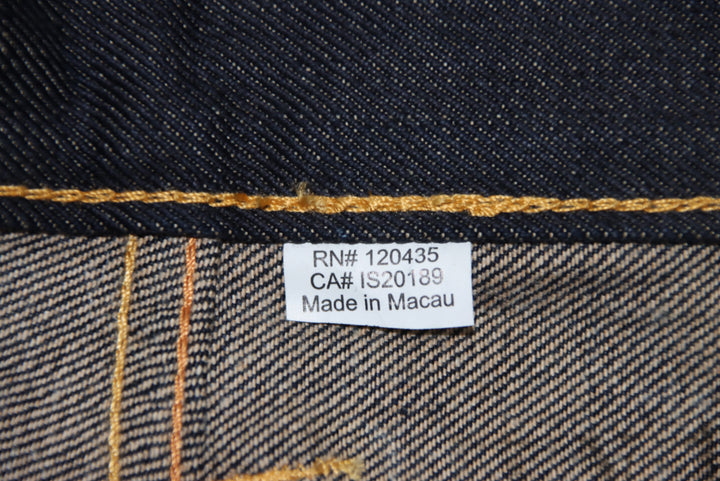 RN# 120435
CA# IS20189
Made in Macau